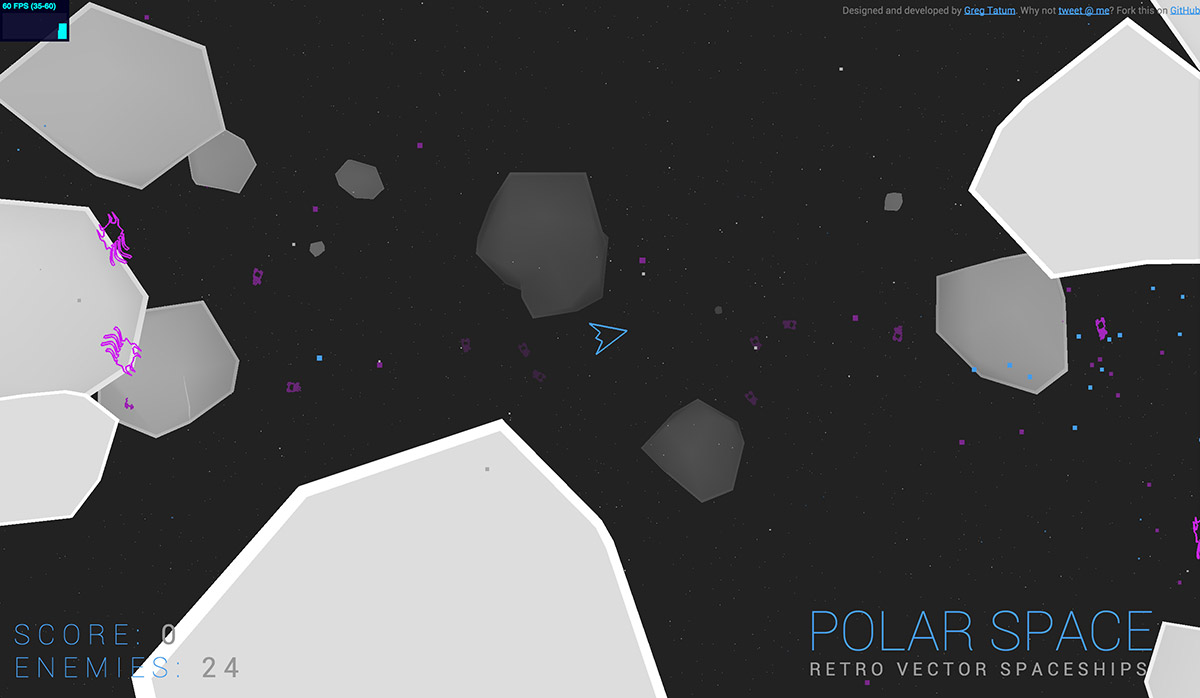 60 FPS (35-60)
Designed and developed by Greg Tatum. Why not tweet @ me? Fork this on GitHub
SCORE: 0
ENEMIES: 24
POLAR SPACE
RETRO VECTOR SPACESHIPS